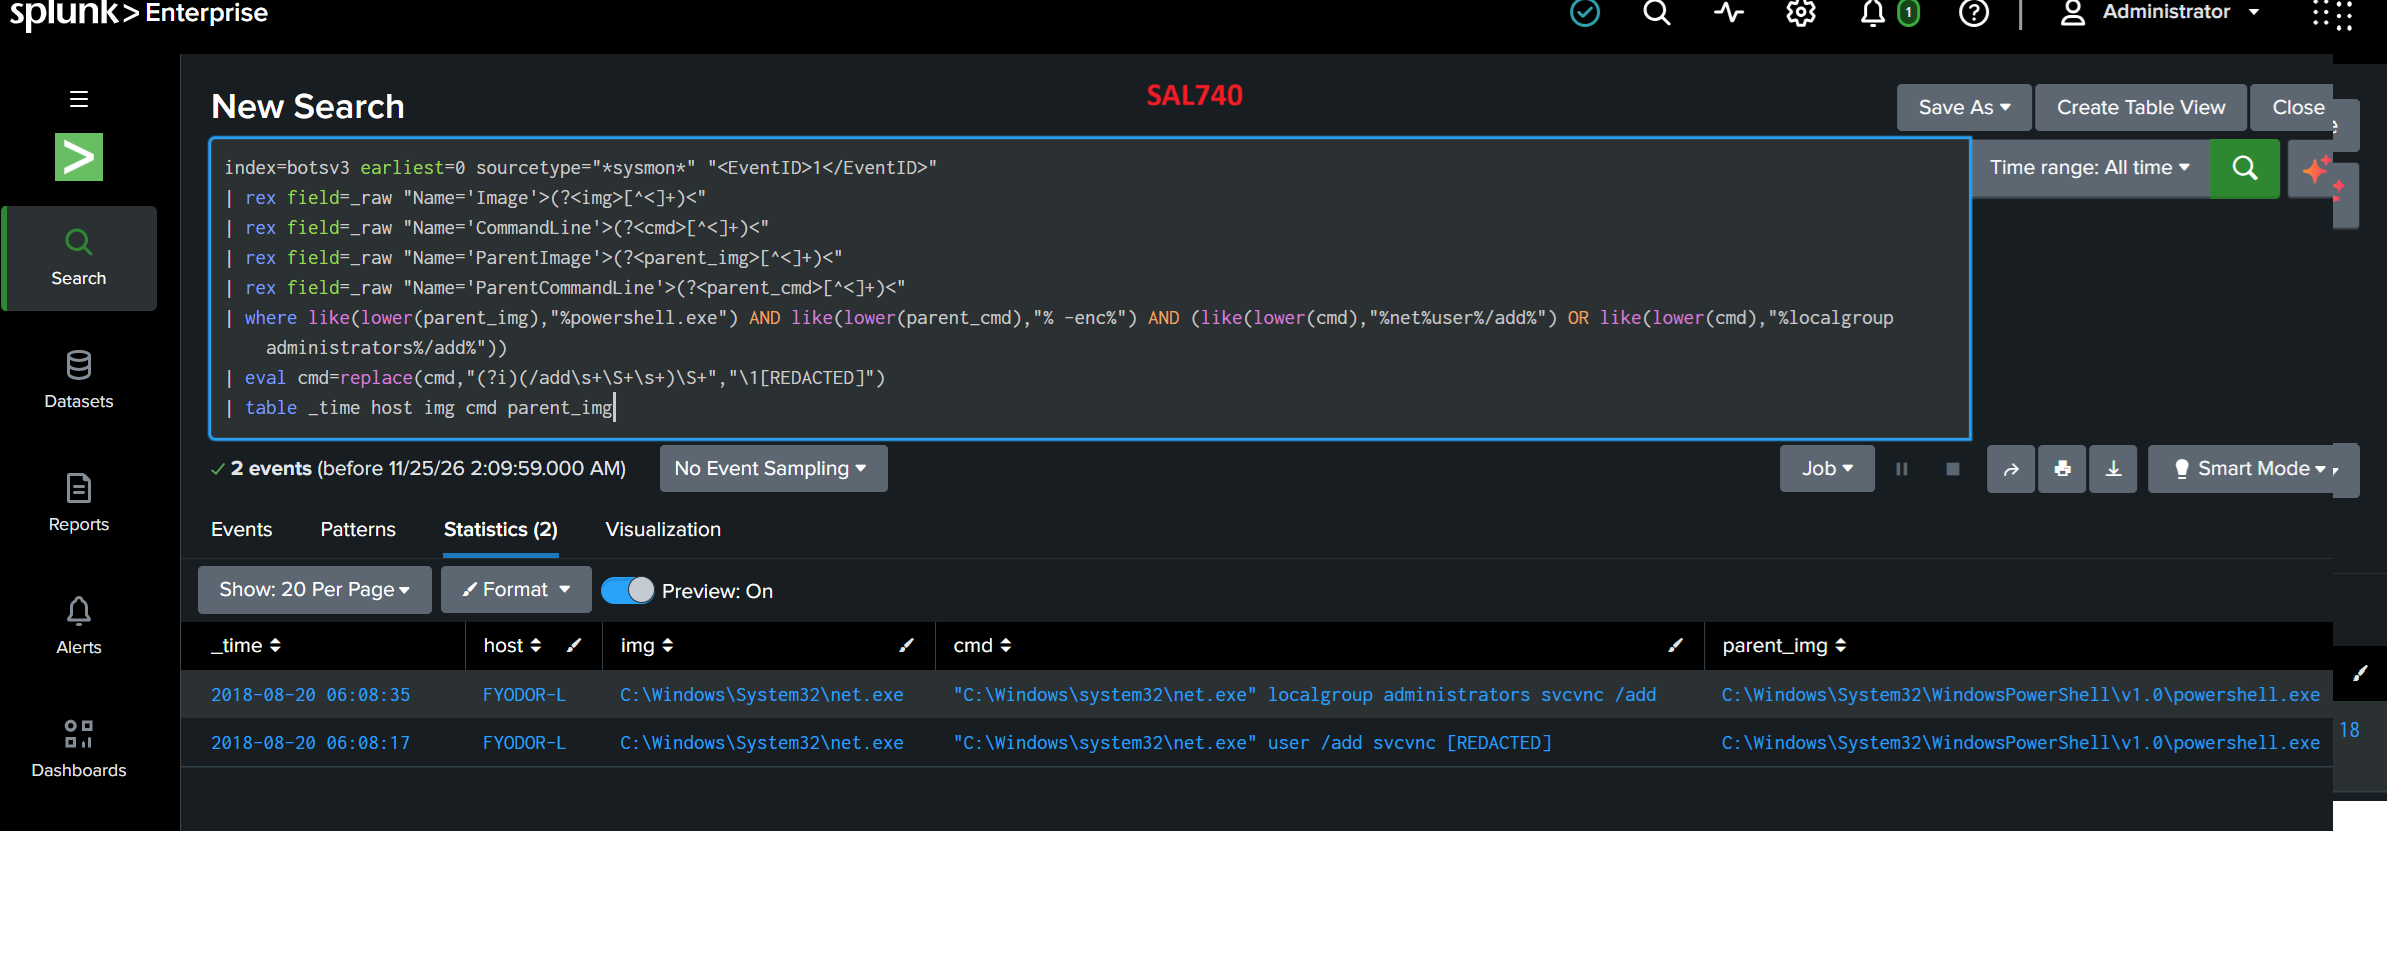 splunk> Enterprise
1
Administrator
New Search
SAL740
Save As
Create Table View
Close
index=botsv3 earliest=0 sourcetype="*sysmon*" "<EventID>1</EventID>"
| rex field=_raw "Name='Image'>(?<img>[^<]+)<"
| rex field=_raw "Name='CommandLine'>(?<cmd>[^<]+)<"
| rex field=_raw "Name='ParentImage'>(?<parent_img>[^<]+)<"
| rex field=_raw "Name='ParentCommandLine'>(?<parent_cmd>[^<]+)<"
| where like(lower(parent_img),"%powershell.exe") AND like(lower(parent_cmd),"% -enc%") AND (like(lower(cmd),"%net%user%/add%") OR like(lower(cmd),"%localgroup
administrators%/add%"))
| eval cmd=replace(cmd,"(?i)(/add\s+\S+\s+)\S+","\1[REDACTED]")
| table _time host img cmd parent_img
Time range: All time
Search
Datasets
Reports
Alerts
Dashboards
2 events (before 11/25/26 2:09:59.000 AM)
No Event Sampling
Job
Smart Mode
Events
Patterns
Statistics (2)
Visualization
Show: 20 Per Page
Format
Preview: On
_time
host
img
cmd
parent_img
2018-08-20 06:08:35 FYODOR-L C:\Windows\System32\net.exe "C:\Windows\system32\net.exe" localgroup administrators svcvnc /add C:\Windows\System32\WindowsPowerShell\v1.0\powershell.exe
2018-08-20 06:08:17 FYODOR-L C:\Windows\System32\net.exe "C:\Windows\system32\net.exe" user /add svcvnc [REDACTED] C:\Windows\System32\WindowsPowerShell\v1.0\powershell.exe
18